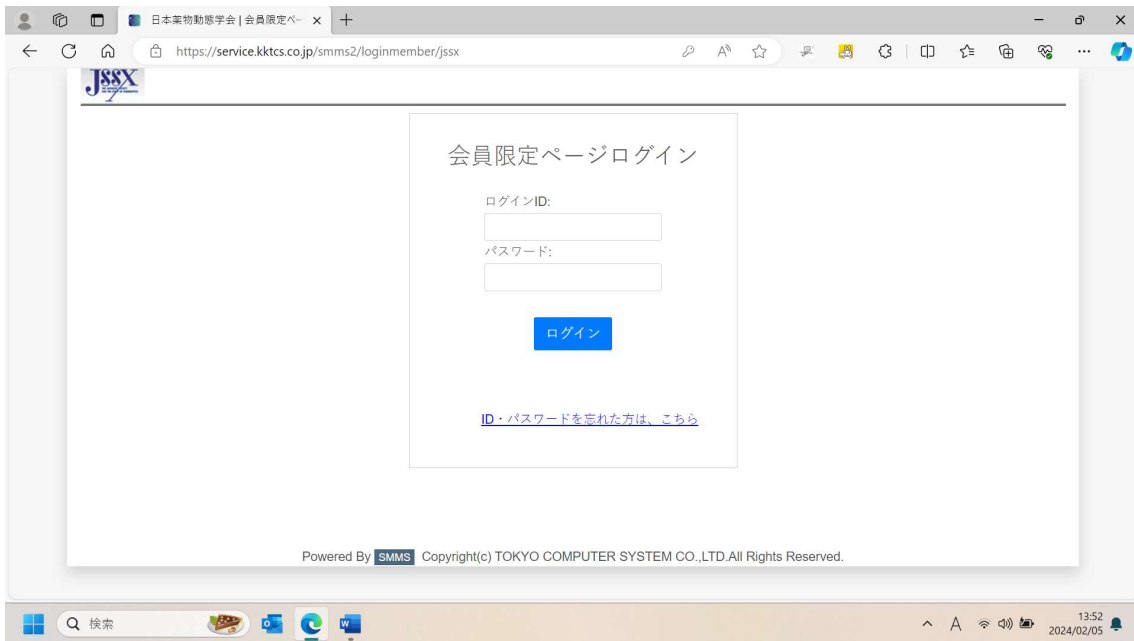 日本薬物動態学会 | 会員限定ペー
https://service.kktcs.co.jp/smms2/loginmember/jssx
JSSX
会員限定ページログイン
ログインID:
パスワード:
ログイン
ID・パスワードを忘れた方は、こちら
Powered By SMMS Copyright(c) TOKYO COMPUTER SYSTEM CO.,LTD.All Rights Reserved.
検索
A
13:52
2024/02/05